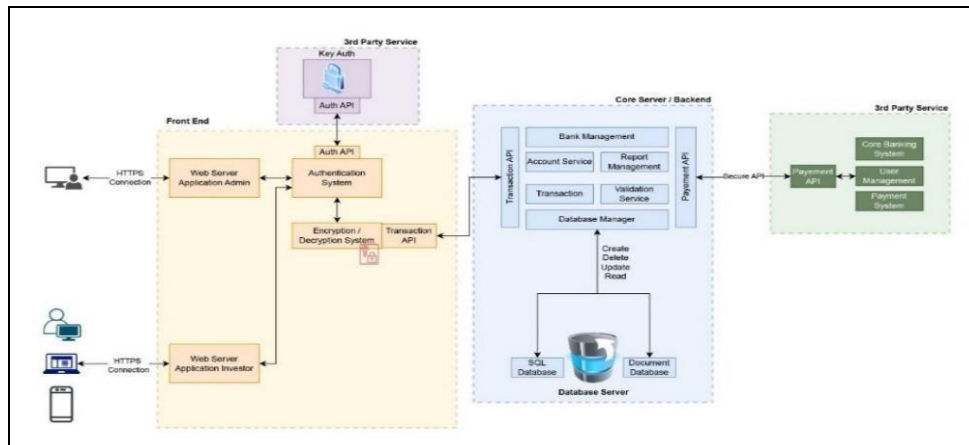 3rd Party Service
Key Auth
Auth API
Front End
Auth API
HTTPS
Connection
Web Server
Application Admin
Authentication
System
Encryption /
Decryption System
Transaction
API
HTTPS
Connection
Web Server
Application Investor
Core Server / Backend
Transaction API
Bank Management
Account Service
Report
Management
Transaction
Validation
Service
Database Manager
Payement API
Create
Delete
Update
Read
SQL
Database
Document
Database
Database Server
Secure API
3rd Party Service
Payement
API
Core Banking
System
User
Management
Payment
System